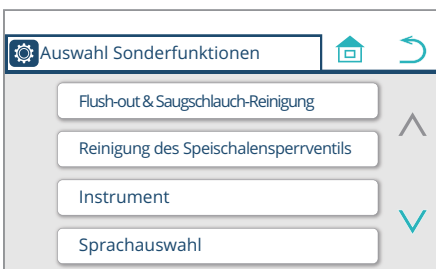 Auswahl Sonderfunktionen
Flush-out & Saugschlauch-Reinigung
Reinigung des Speischalensperrventils
Instrument
Sprachauswahl